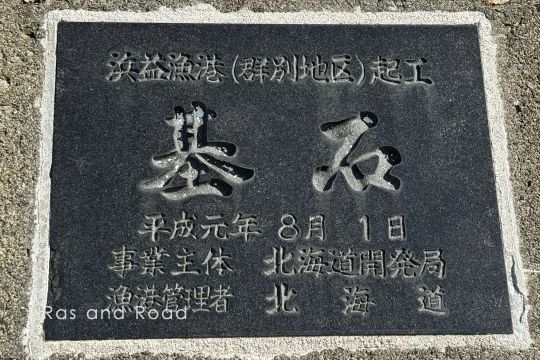 浜益漁港(群別地区)起工
基石
平成元年 8月 1日
事業主体 北海道開発局
漁港管理者 北海道
Ras and Road